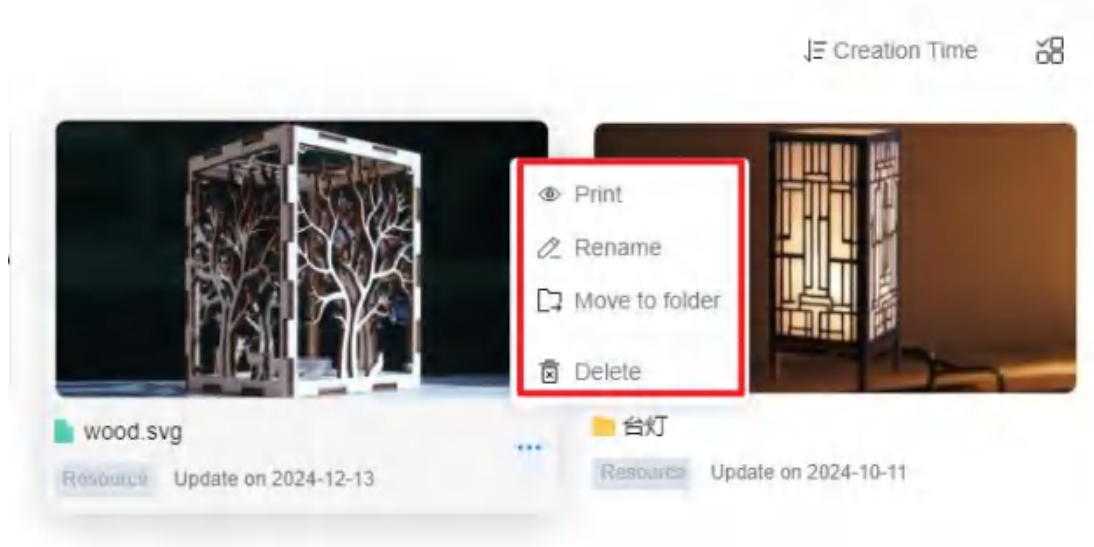 Creation Time
Print
Rename
Move to folder
Delete
wood.svg
台灯
Resource Update on 2024-12-13
Resource Update on 2024-10-11